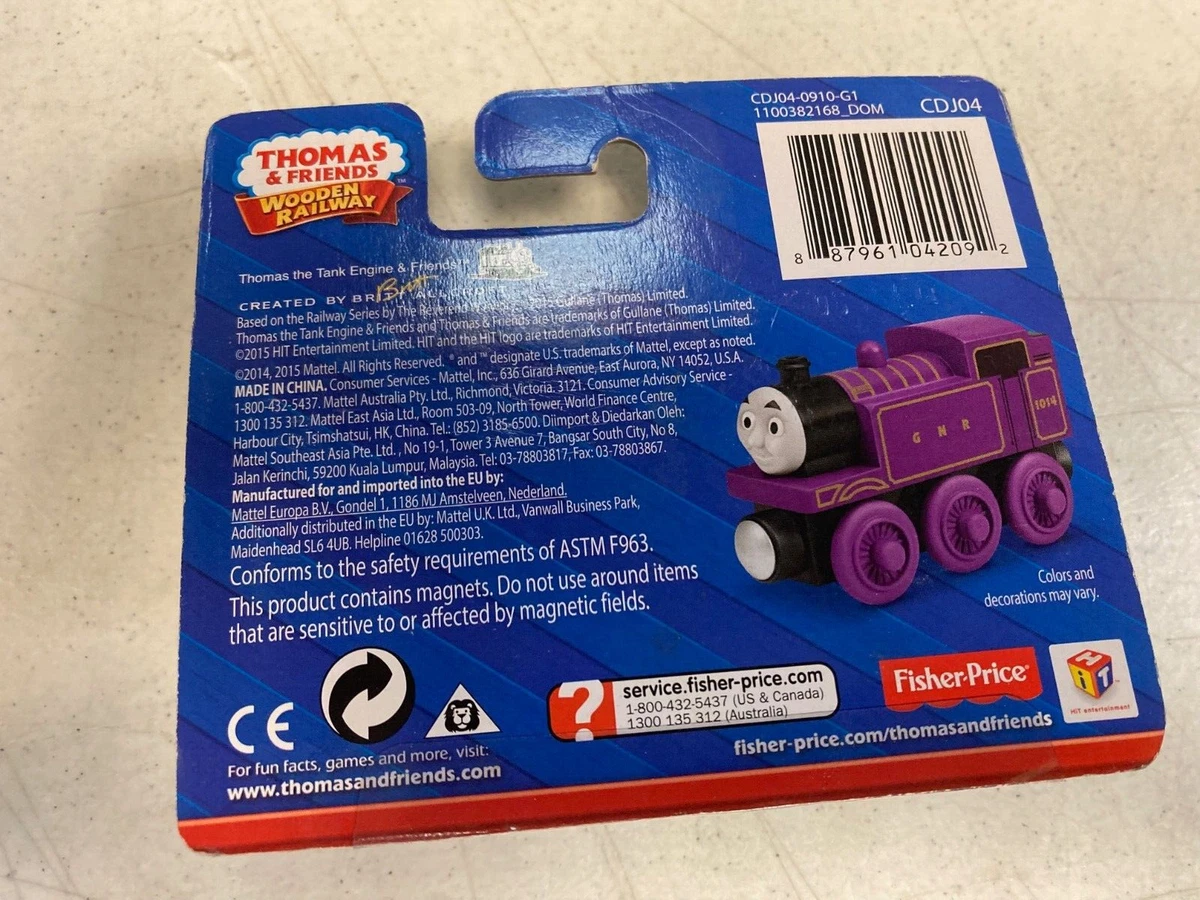 THOMAS
& FRIENDS™
WOODEN
RAILWAY
CDJ04-0910-G1
1100382168_DOM
CDJ04
8 87961 04209 2
Thomas the Tank Engine & Friends™
CREATED BY
Based on the Railway Series by The Reverend 2015 Gullane (Thomas) Limited.
Thomas the Tank Engine & Friends and Thomas & Friends are trademarks of Gullane (Thomas) Limited.
©2015 HIT Entertainment Limited. HIT and the HIT logo are trademarks of HIT Entertainment Limited.
©2014, 2015 Mattel. All Rights Reserved. ® and ™ designate U.S. trademarks of Mattel, except as noted.
MADE IN CHINA. Consumer Services - Mattel, Inc., 636 Girard Avenue, East Aurora, NY 14052, U.S.A.
1-800-432-5437. Mattel Australia Pty. Ltd., Richmond, Victoria. 3121. Consumer Advisory Service -
1300 135 312. Mattel East Asia Ltd., Room 503-09, North Tower, World Finance Centre,
Harbour City, Tsimshatsui, HK, China. Tel.: (852) 3185-6500. Diimport & Diedarkan Oleh:
Mattel Southeast Asia Pte. Ltd. , No 19-1, Tower 3 Avenue 7, Bangsar South City, No 8,
Jalan Kerinchi, 59200 Kuala Lumpur, Malaysia. Tel: 03-78803817, Fax: 03-78803867.
Manufactured for and imported into the EU by:
Mattel Europa B.V., Gondel 1, 1186 MJ Amstelveen, Nederland.
Additionally distributed in the EU by: Mattel U.K. Ltd., Vanwall Business Park,
Maidenhead SL6 4UB. Helpline 01628 500303.
Conforms to the safety requirements of ASTM F963.
This product contains magnets. Do not use around items
that are sensitive to or affected by magnetic fields.
G N R
1014
Colors and
decorations may vary.
CE
For fun facts, games and more, visit:
www.thomasandfriends.com
?
service.fisher-price.com
1-800-432-5437 (US & Canada)
1300 135 312 (Australia)
Fisher-Price®
HiT
HiT entertainment
fisher-price.com/thomasandfriends